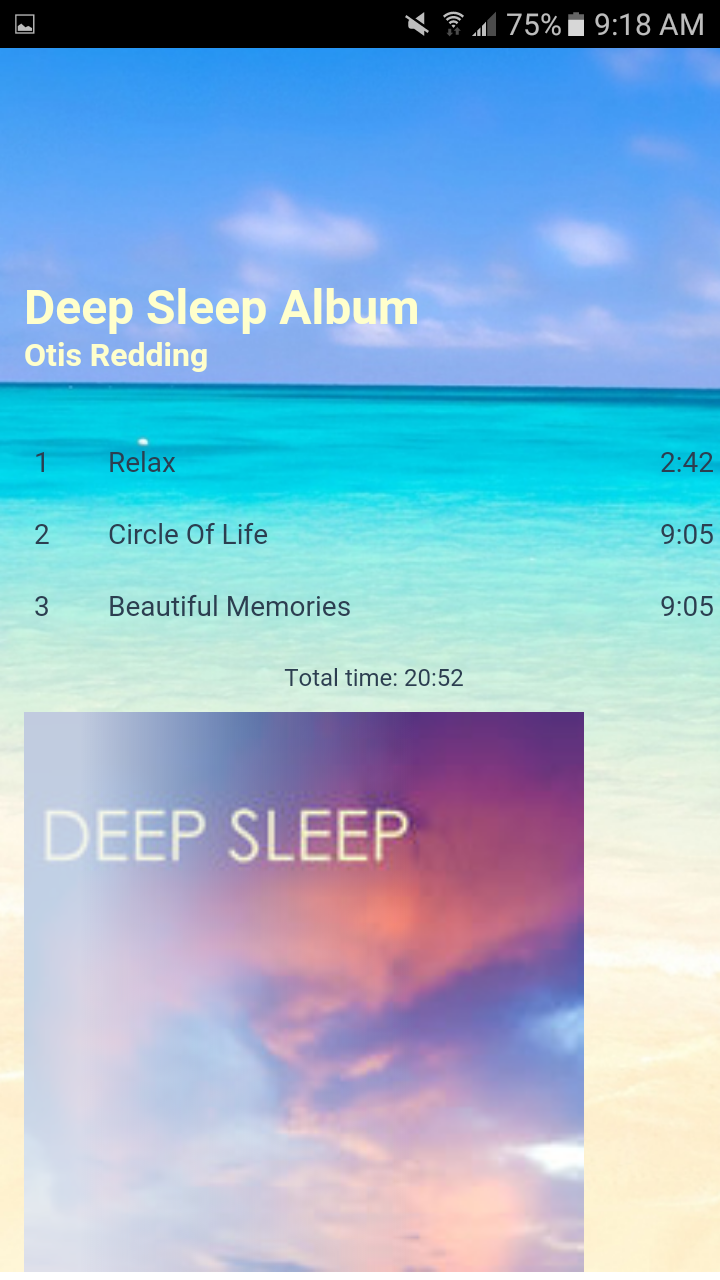 75% 9:18 AM
Deep Sleep Album
Otis Redding
1 Relax 2:42
2 Circle Of Life 9:05
3 Beautiful Memories 9:05
Total time: 20:52
DEEP SLEEP